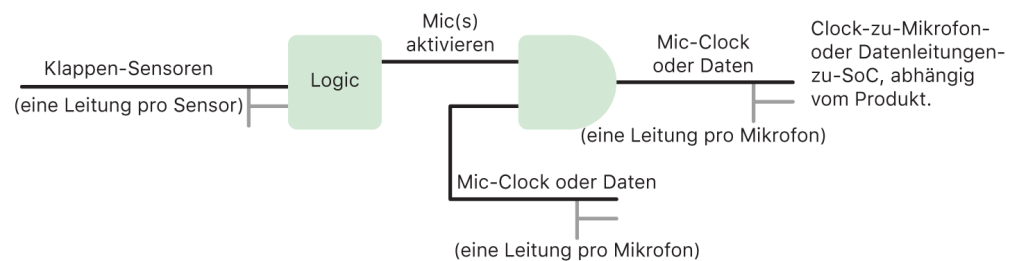 Klappen-Sensoren
(eine Leitung pro Sensor)
Logic
Mic(s)
aktivieren
Mic-Clock
oder Daten
(eine Leitung pro Mikrofon)
Clock-zu-Mikrofon-
oder Datenleitungen-
zu-SoC, abhängig
vom Produkt.
Mic-Clock oder Daten
(eine Leitung pro Mikrofon)